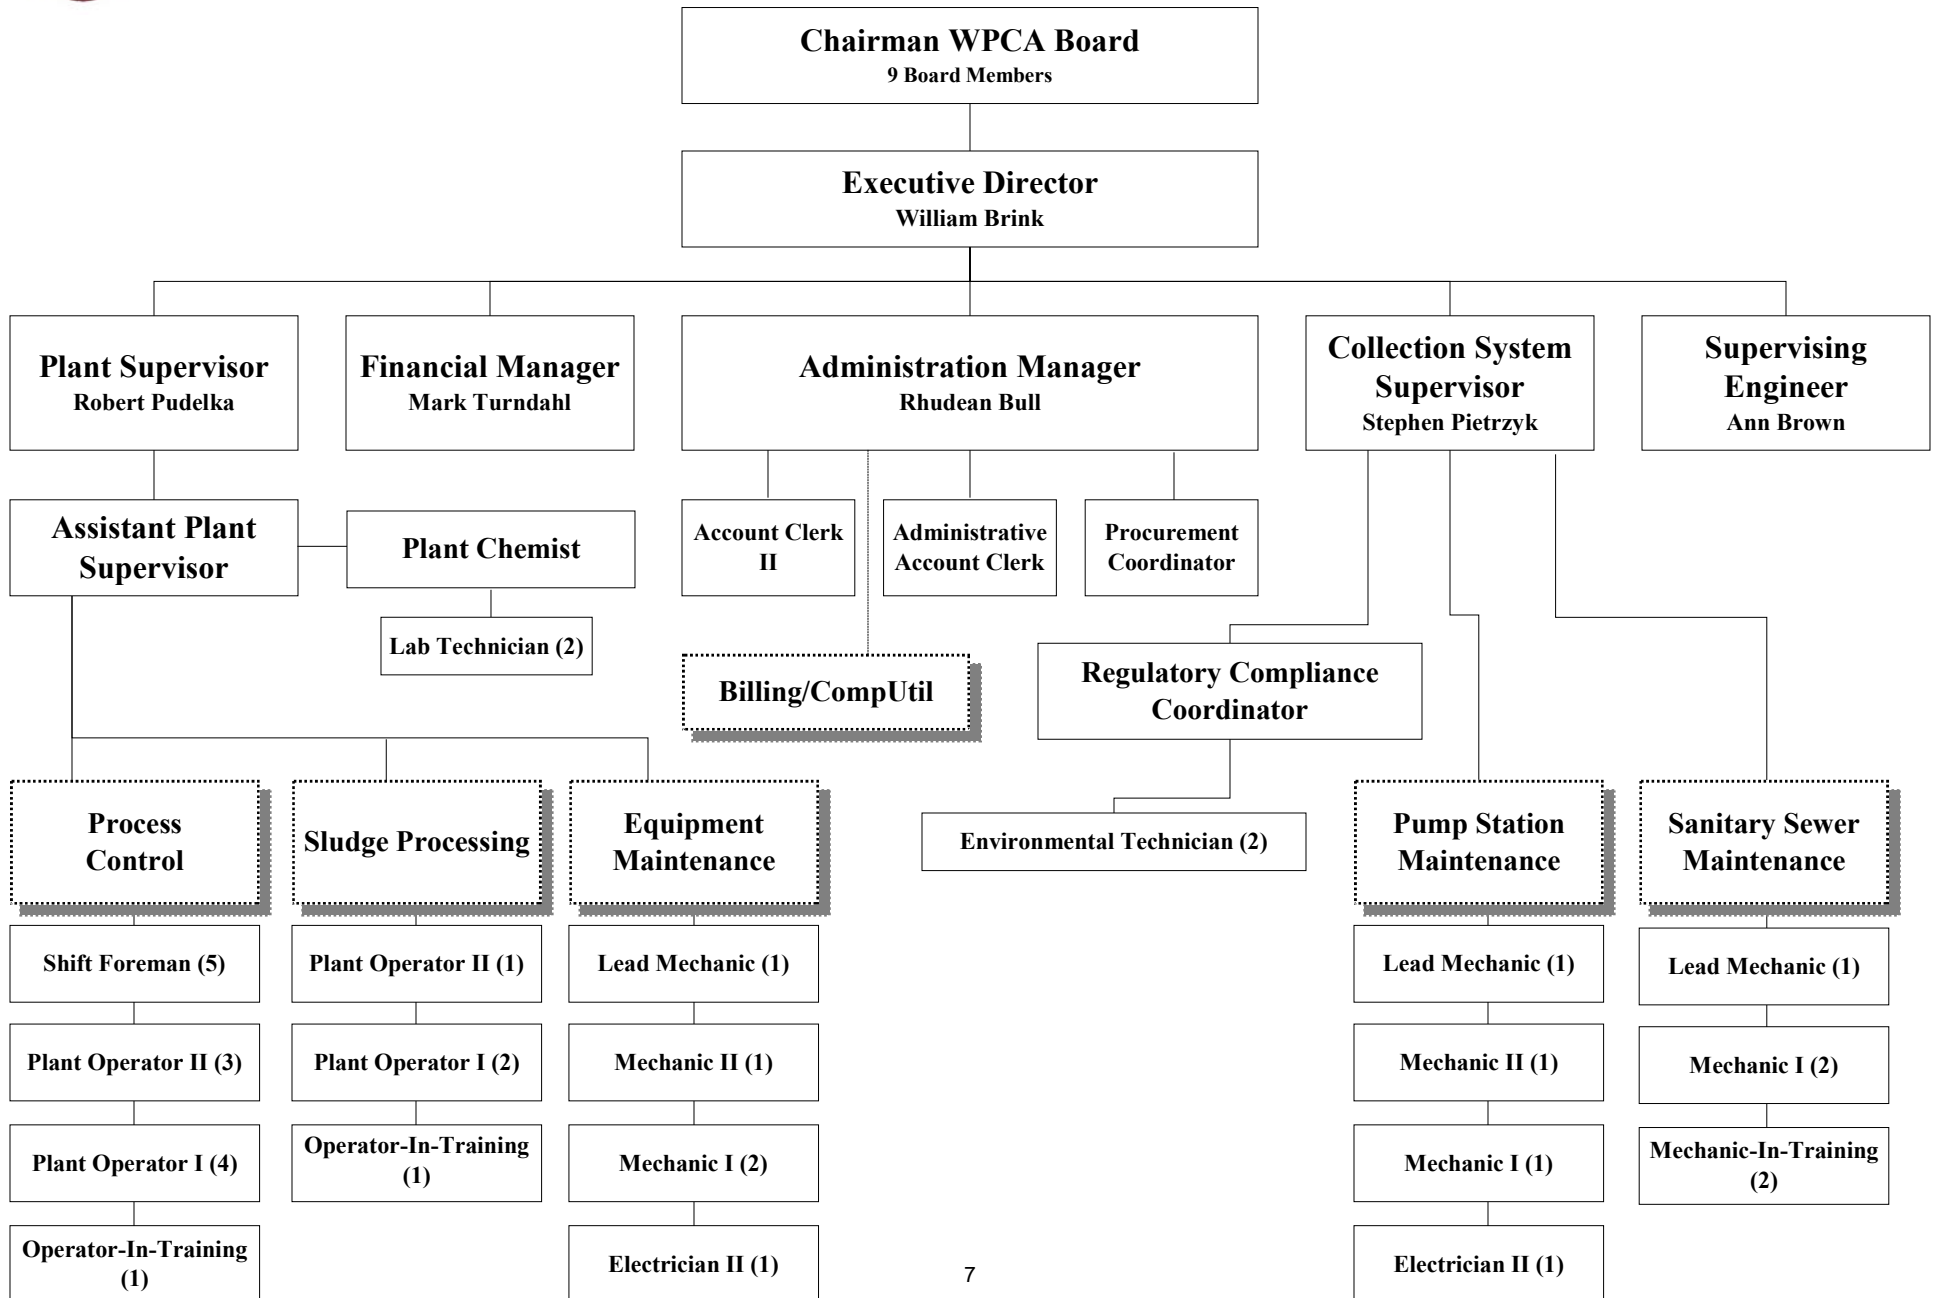 Chairman WPCA Board
9 Board Members
Executive Director
William Brink
Plant Supervisor
Robert Pudelka
Financial Manager
Mark Turndahl
Administration Manager
Rhudean Bull
Collection System
Supervisor
Stephen Pietrzyk
Supervising
Engineer
Ann Brown
Assistant Plant
Supervisor
Plant Chemist
Lab Technician (2)
Account Clerk
II
Administrative
Account Clerk
Procurement
Coordinator
Billing/CompUtil
Regulatory Compliance
Coordinator
Environmental Technician (2)
Process
Control
Sludge Processing
Equipment
Maintenance
Pump Station
Maintenance
Sanitary Sewer
Maintenance
Shift Foreman (5)
Plant Operator II (3)
Plant Operator I (4)
Operator-In-Training
(1)
Plant Operator II (1)
Plant Operator I (2)
Operator-In-Training
(1)
Lead Mechanic (1)
Mechanic II (1)
Mechanic I (2)
Electrician II (1)
Lead Mechanic (1)
Mechanic II (1)
Mechanic I (1)
Electrician II (1)
Lead Mechanic (1)
Mechanic I (2)
Mechanic-In-Training
(2)
7